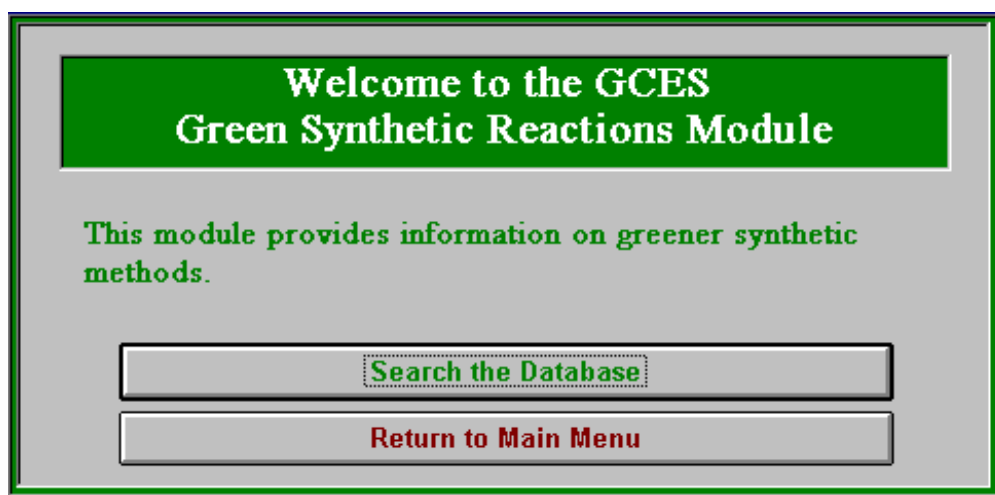 Welcome to the GCES
Green Synthetic Reactions Module
This module provides information on greener synthetic
methods.
Search the Database
Return to Main Menu